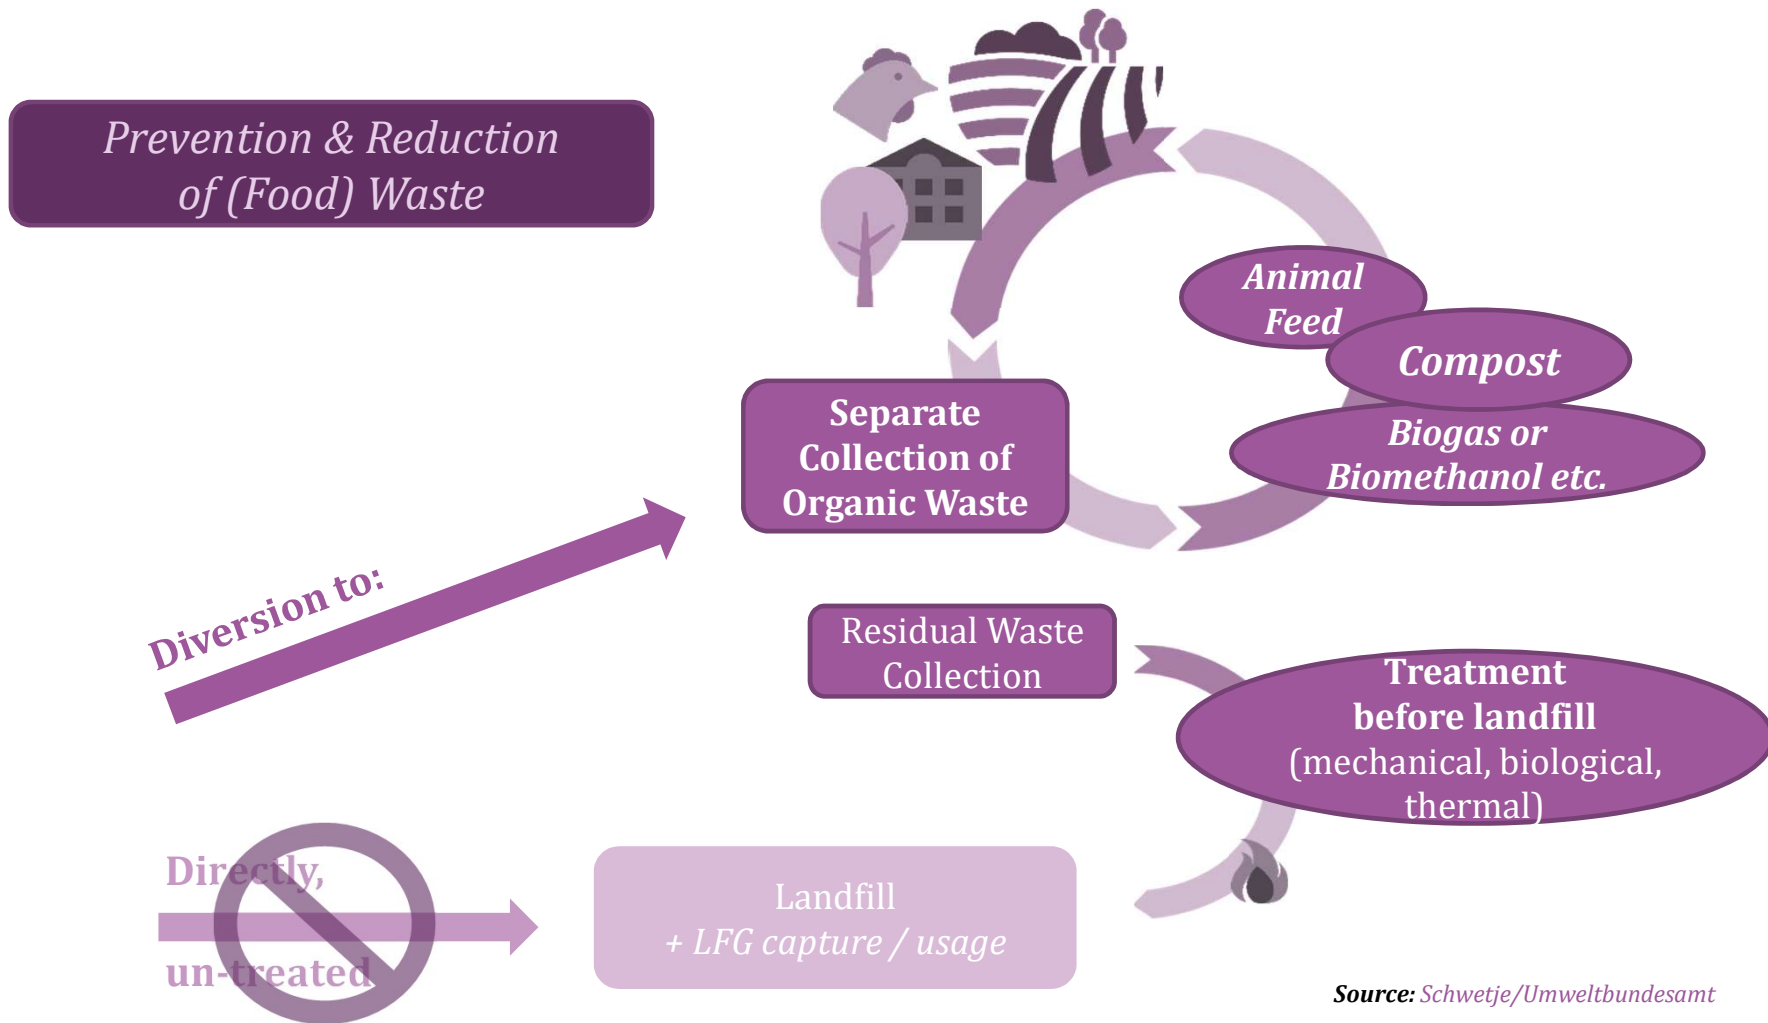 Prevention & Reduction
of (Food) Waste
Animal
Feed
Compost
Biogas or
Biomethanol etc.
Separate
Collection of
Organic Waste
Diversion to:
Residual Waste
Collection
Treatment
before landfill
(mechanical, biological,
thermal)
Directly,
un-treated
Landfill
+ LFG capture / usage
Source: Schwetje/Umweltbundesamt